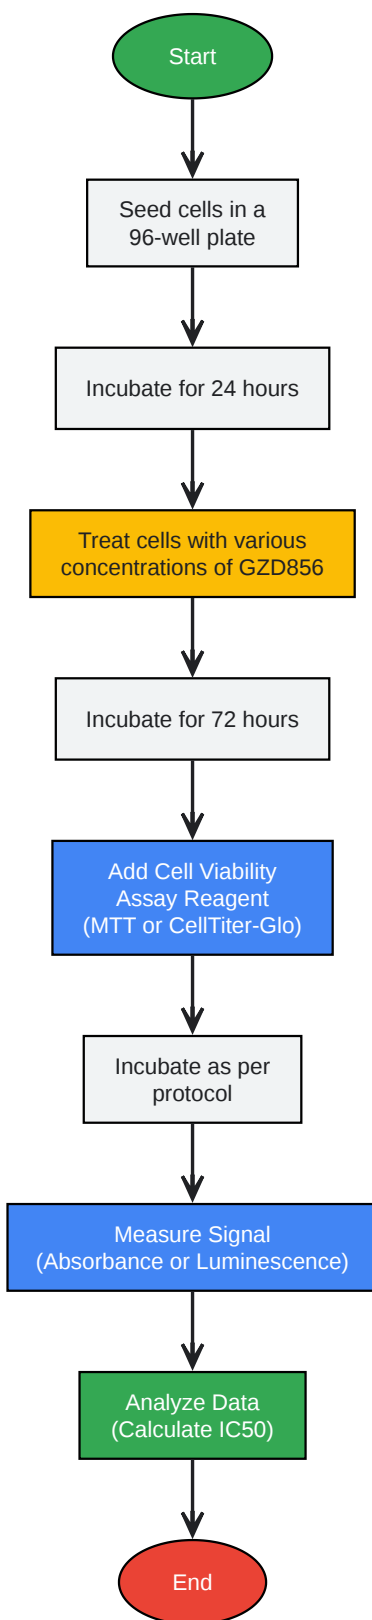 Start
Seed cells in a
96-well plate
Incubate for 24 hours
Treat cells with various
concentrations of GZD856
Incubate for 72 hours
Add Cell Viability
Assay Reagent
(MTT or CellTiter-Glo)
Incubate as per
protocol
Measure Signal
(Absorbance or Luminescence)
Analyze Data
(Calculate IC50)
End